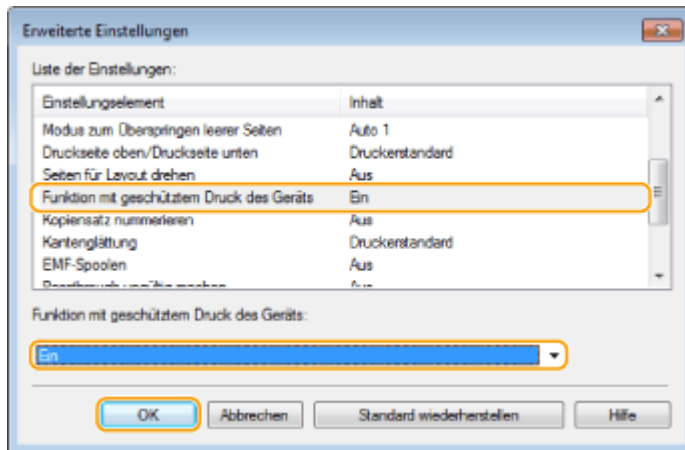 Erweiterte Einstellungen
Liste der Einstellungen:
Einstellungselement Inhalt
Modus zum Überspringen leerer Seiten Auto 1
Druckseite oben/Druckseite unten Druckerstandard
Seiten für Layout drehen Aus
Funktion mit geschütztem Druck des Geräts Ein
Kopiensatz nummerieren Aus
Kantenglättung Druckerstandard
EMF-Spoolen Aus
Funktion mit geschütztem Druck des Geräts:
Ein
OK Abbrechen Standard wiederherstellen Hilfe